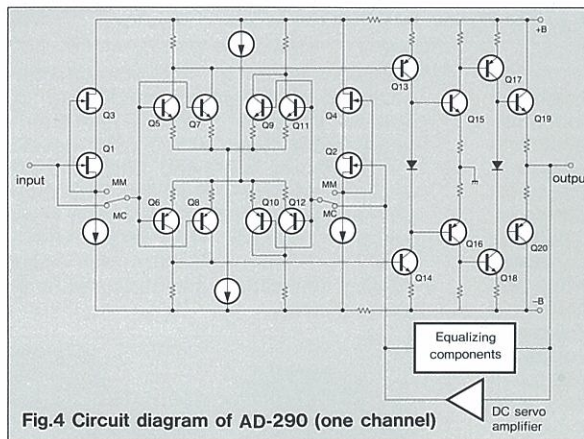 +B
Q3
Q5
Q7
Q9
Q11
Q4
Q13
Q15
Q17
Q19
Q1
Q2
input
MM
MC
MM
MC
output
Q6
Q8
Q10
Q12
Q16
Q20
Q14
Q18
–B
Equalizing
components
DC servo
amplifier
Fig.4 Circuit diagram of AD-290 (one channel)